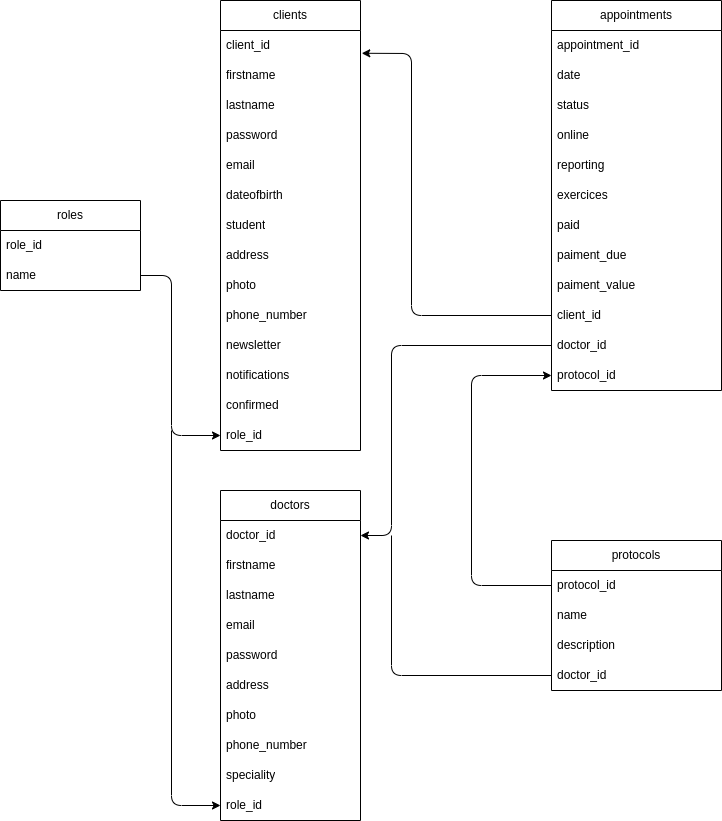 clients
client_id
firstname
lastname
password
email
dateofbirth
student
address
photo
phone_number
newsletter
notifications
confirmed
role_id
appointments
appointment_id
date
status
online
reporting
exercices
paid
paiment_due
paiment_value
client_id
doctor_id
protocol_id
roles
role_id
name
doctors
doctor_id
firstname
lastname
email
password
address
photo
phone_number
speciality
role_id
protocols
protocol_id
name
description
doctor_id